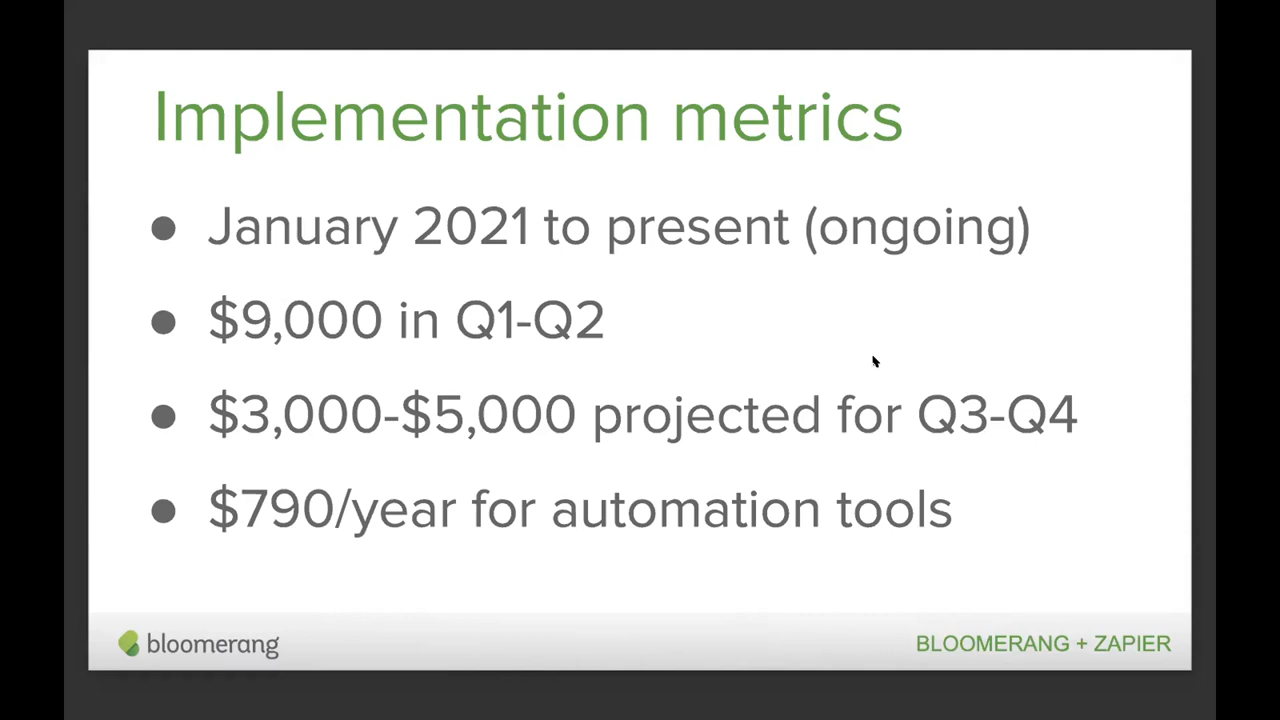 Implementation metrics
● January 2021 to present (ongoing)
● $9,000 in Q1-Q2
● $3,000-$5,000 projected for Q3-Q4
● $790/year for automation tools
bloomerang
BLOOMERANG + ZAPIER